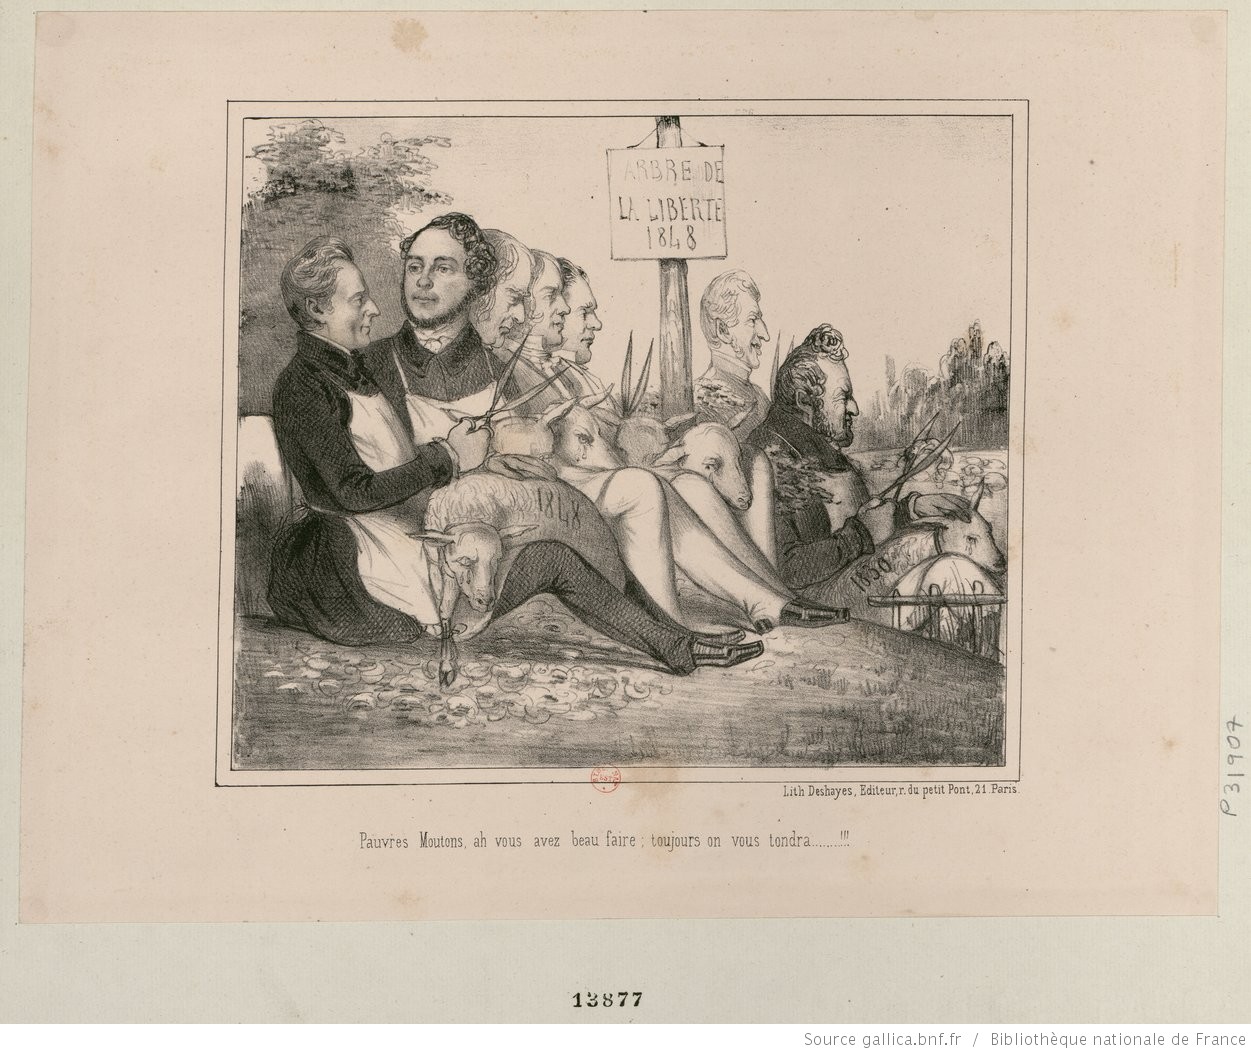 ARBRE DE
LA LIBERTE
1848
1848
1830
Lith Deshayes, Editeur, r. du petit Pont, 21. Paris.
Pauvres Moutons, ah vous avez beau faire ; toujours on vous tondra........!!!
P31907
13877
Source gallica.bnf.fr / Bibliothèque nationale de France